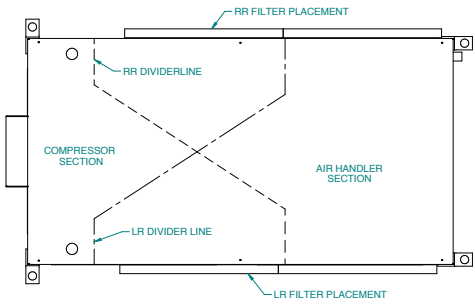 RR FILTER PLACEMENT
RR DIVIDERLINE
COMPRESSOR
SECTION
AIR HANDLER
SECTION
LR DIVIDER LINE
LR FILTER PLACEMENT